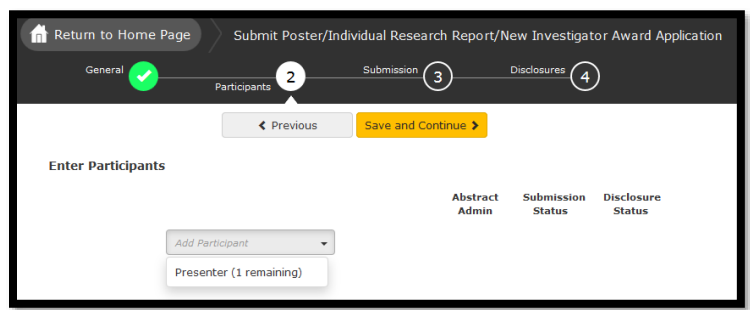 Return to Home Page
Submit Poster/Individual Research Report/New Investigator Award Application
General
Participants
2
Submission
3
Disclosures
4
Previous
Save and Continue
Enter Participants
Abstract Admin
Submission Status
Disclosure Status
Add Participant
Presenter (1 remaining)